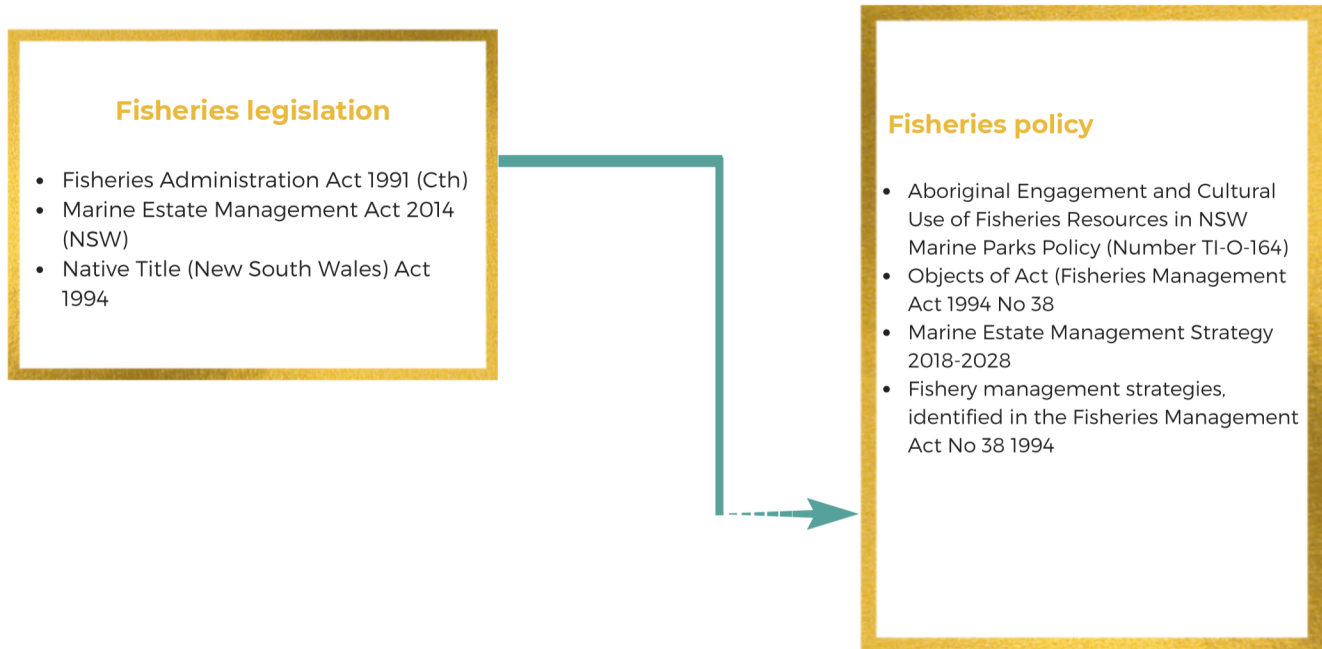 Fisheries legislation
• Fisheries Administration Act 1991 (Cth)
• Marine Estate Management Act 2014
(NSW)
• Native Title (New South Wales) Act
1994
Fisheries policy
• Aboriginal Engagement and Cultural
Use of Fisheries Resources in NSW
Marine Parks Policy (Number TI-O-164)
• Objects of Act (Fisheries Management
Act 1994 No 38
• Marine Estate Management Strategy
2018-2028
• Fishery management strategies,
identified in the Fisheries Management
Act No 38 1994